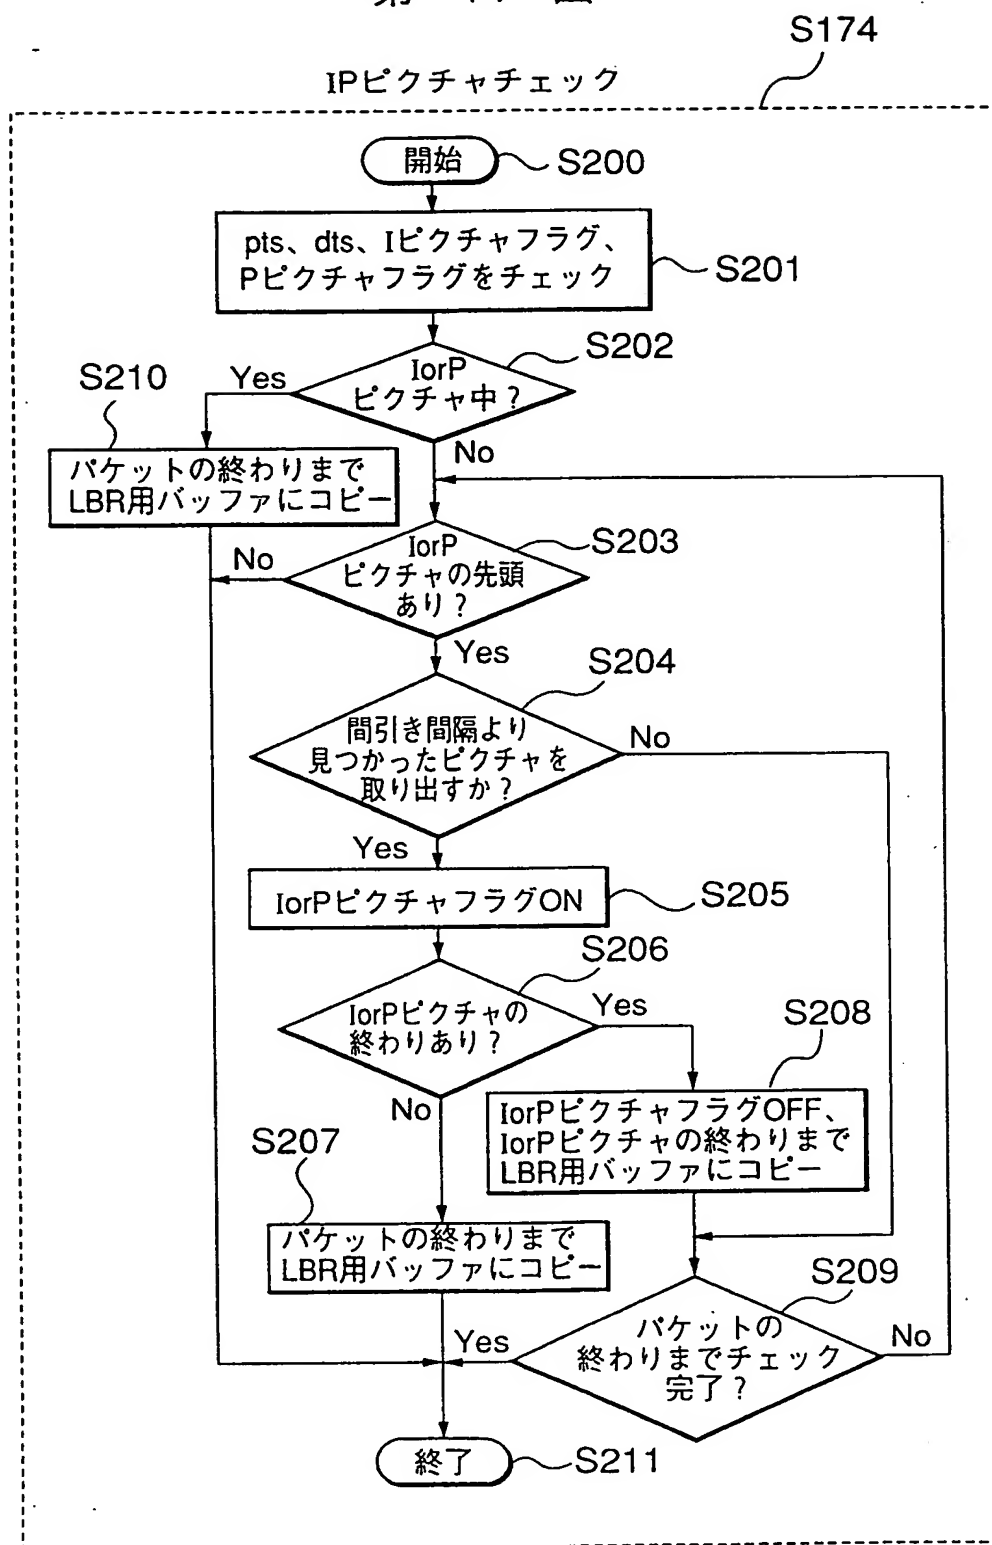 S174
IPピクチャチェック
開始
S200
pts、dts、Iピクチャフラグ、
Pピクチャフラグをチェック
S201
S202
IorP
ピクチャ中？
Yes
No
S210
パケットの終わりまで
LBR用バッファにコピー
S203
IorP
ピクチャの先頭
あり？
No
Yes
S204
間引き間隔より
見つかったピクチャを
取り出すか？
No
Yes
IorPピクチャフラグON
S205
S206
IorPピクチャの
終わりあり？
Yes
No
S208
IorPピクチャフラグOFF、
IorPピクチャの終わりまで
LBR用バッファにコピー
S207
パケットの終わりまで
LBR用バッファにコピー
S209
パケットの
終わりまでチェック
完了？
Yes
No
終了
S211